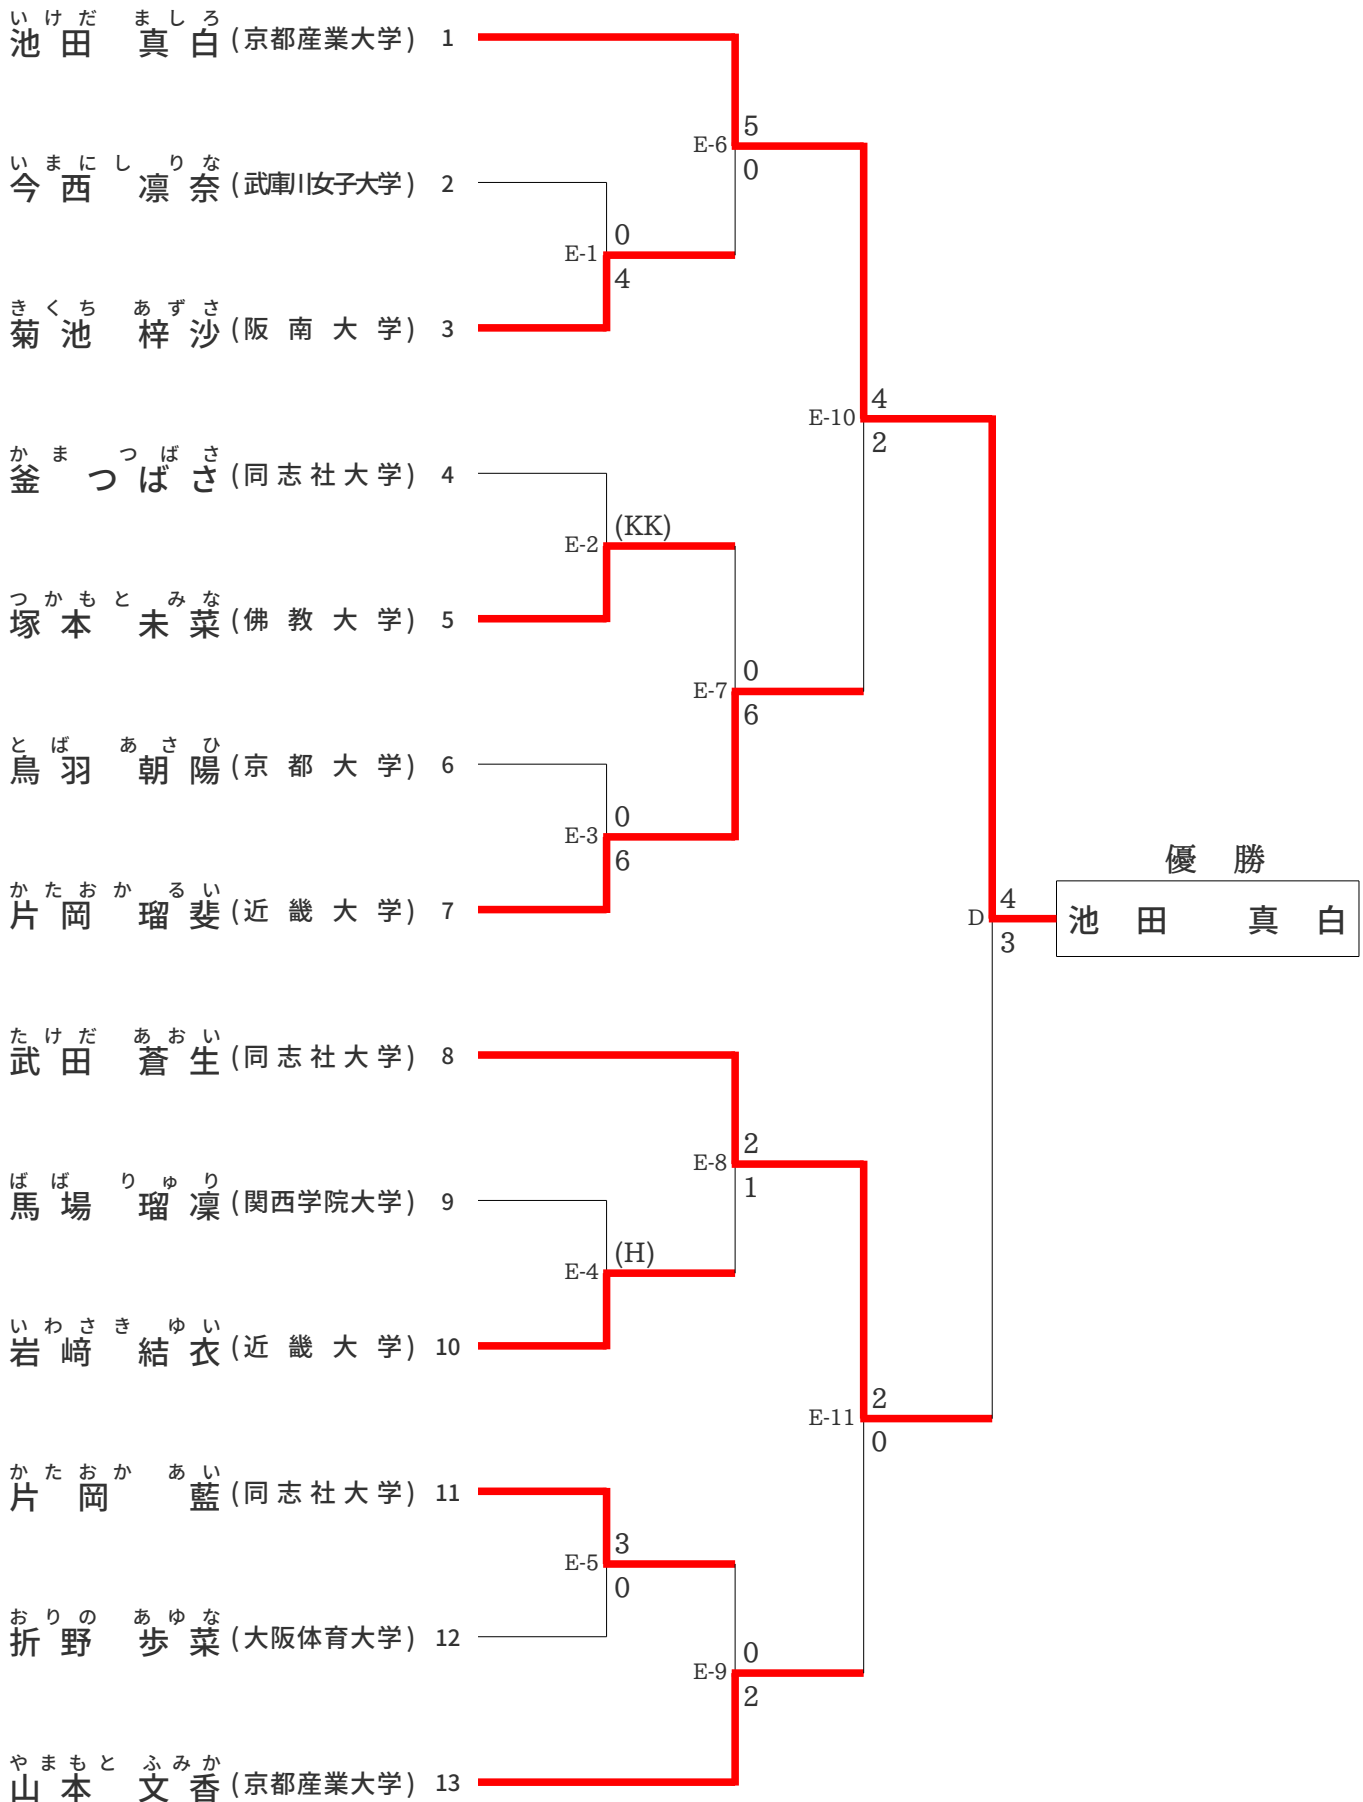 いけだ ましろ
池田 真白 (京都産業大学) 1
5
E-6
0
いまにし りな
今西 凛奈 (武庫川女子大学) 2
0
E-1
4
きくち あずさ
菊池 梓沙 (阪南大学) 3
4
E-10
2
かま つばさ
釜 つばさ (同志社大学) 4
(KK)
E-2
つかもと みな
塚本 未菜 (佛教大学) 5
0
E-7
6
とば あさひ
鳥羽 朝陽 (京都大学) 6
0
E-3
6
優勝
かたおか るい
片岡 瑠斐 (近畿大学) 7
4
D
3
池田 真白
たけだ あおい
武田 蒼生 (同志社大学) 8
2
E-8
1
ばば りゅり
馬場 瑠凜 (関西学院大学) 9
(H)
E-4
いわさき ゆい
岩﨑 結衣 (近畿大学) 10
2
E-11
0
かたおか あい
片岡 藍 (同志社大学) 11
3
E-5
0
おりの あゆな
折野 歩菜 (大阪体育大学) 12
0
E-9
2
やまもと ふみか
山本 文香 (京都産業大学) 13